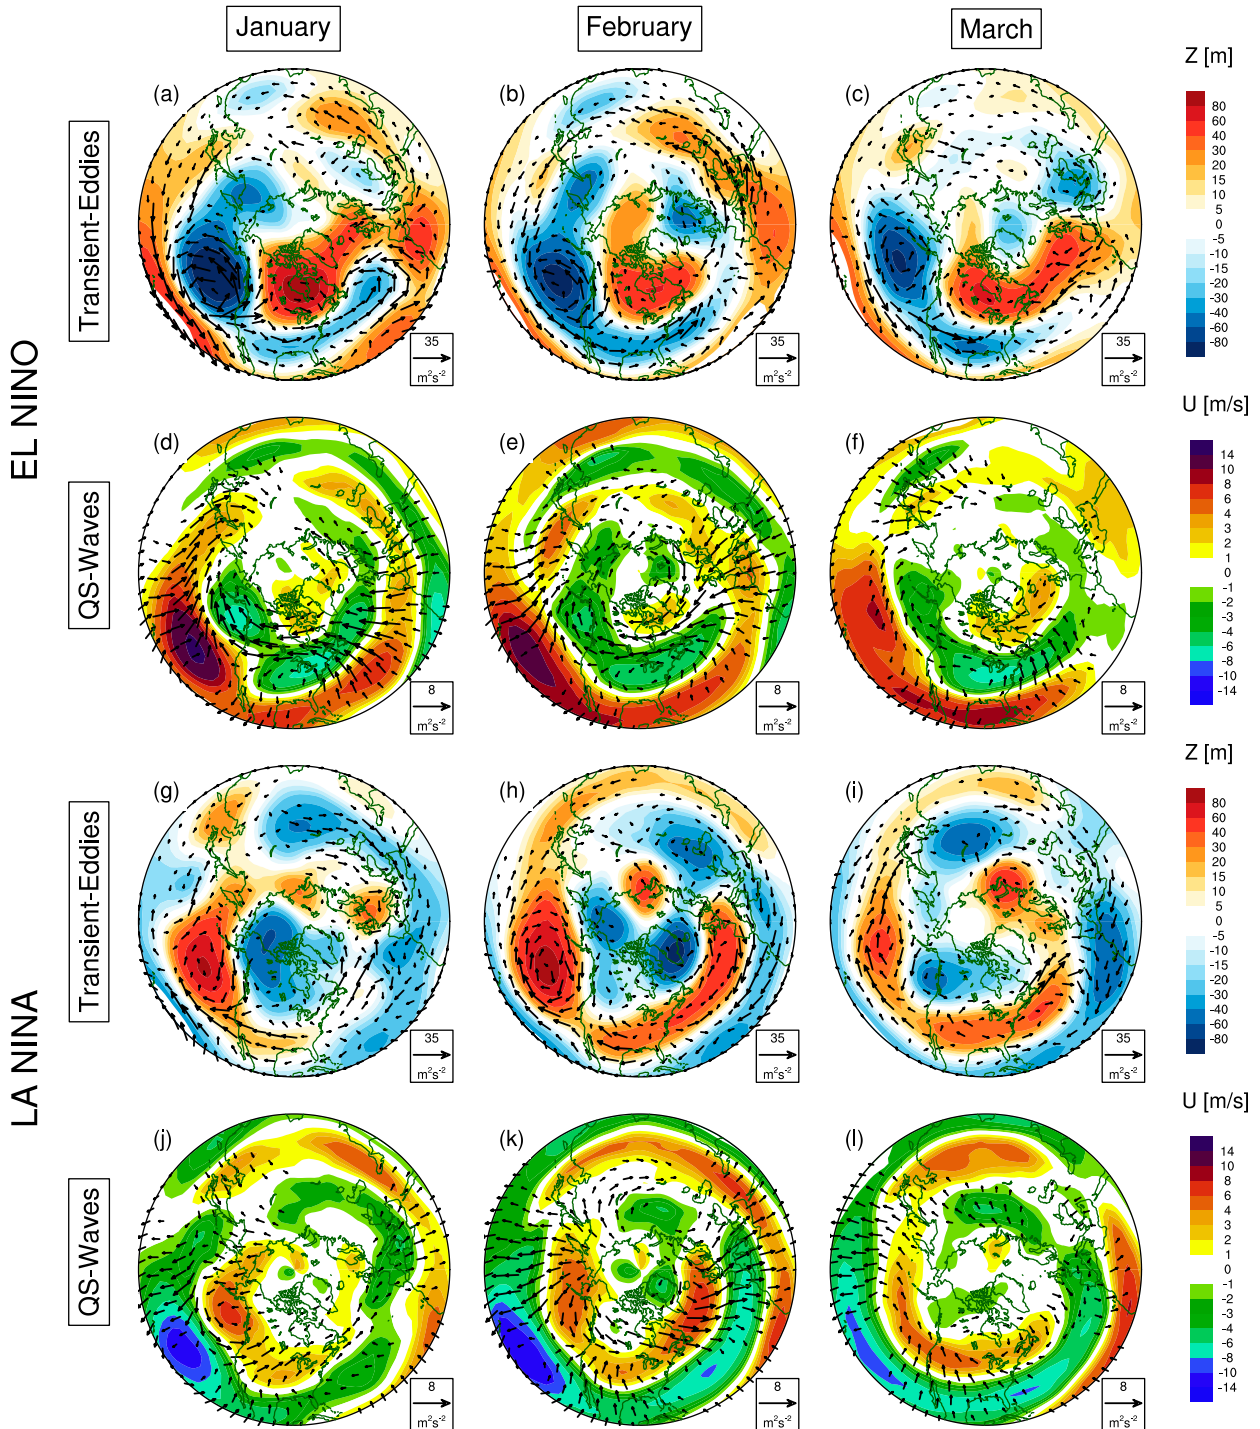 January
February
March
EL NINO
Transient-Eddies
(a)
35
m²s⁻²
(b)
35
m²s⁻²
(c)
35
m²s⁻²
Z [m]
80
60
40
30
20
15
10
5
0
-5
-10
-15
-20
-30
-40
-60
-80
QS-Waves
(d)
8
m²s⁻²
(e)
8
m²s⁻²
(f)
8
m²s⁻²
U [m/s]
14
10
8
6
4
3
2
1
0
-1
-2
-3
-4
-6
-8
-10
-14
LA NINA
Transient-Eddies
(g)
35
m²s⁻²
(h)
35
m²s⁻²
(i)
35
m²s⁻²
Z [m]
80
60
40
30
20
15
10
5
0
-5
-10
-15
-20
-30
-40
-60
-80
QS-Waves
(j)
8
m²s⁻²
(k)
8
m²s⁻²
(l)
8
m²s⁻²
U [m/s]
14
10
8
6
4
3
2
1
0
-1
-2
-3
-4
-6
-8
-10
-14